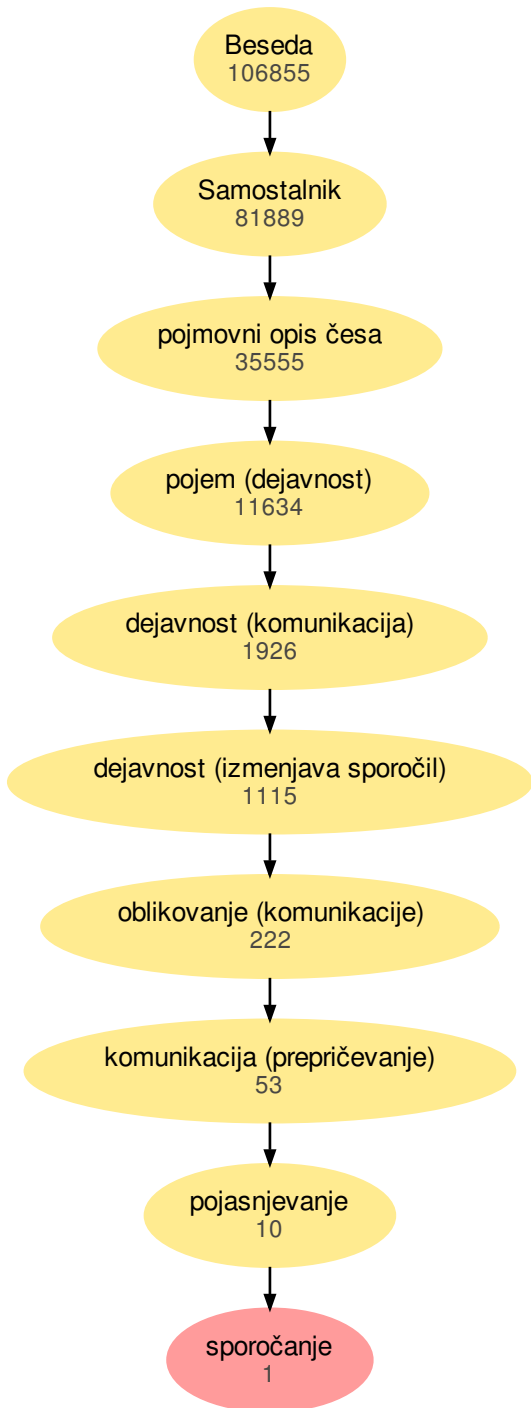 Beseda
106855
Samostalnik
81889
pojmovni opis česa
35555
pojem (dejavnost)
11634
dejavnost (komunikacija)
1926
dejavnost (izmenjava sporočil)
1115
oblikovanje (komunikacije)
222
komunikacija (prepričevanje)
53
pojasnjevanje
10
sporočanje
1